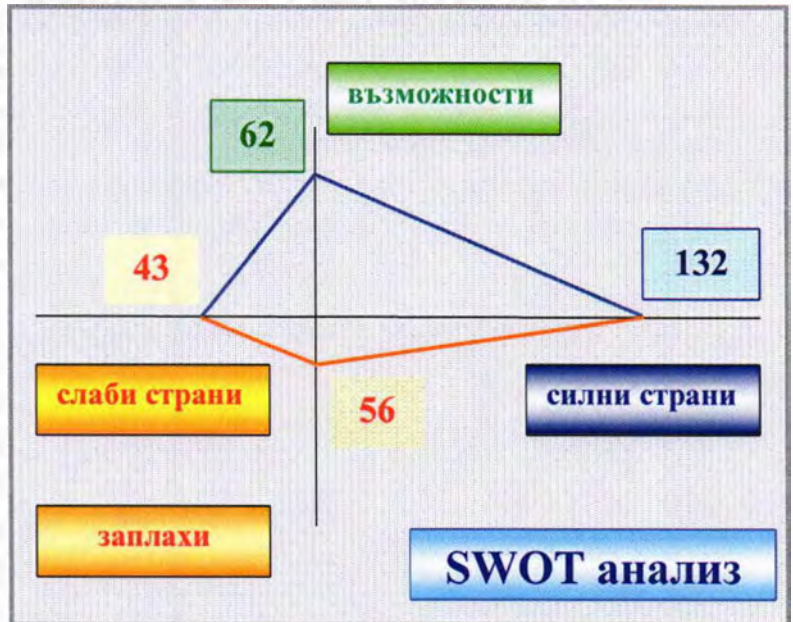 възможности
62
43
132
слаби страни
56
силни страни
заплахи
SWOT анализ